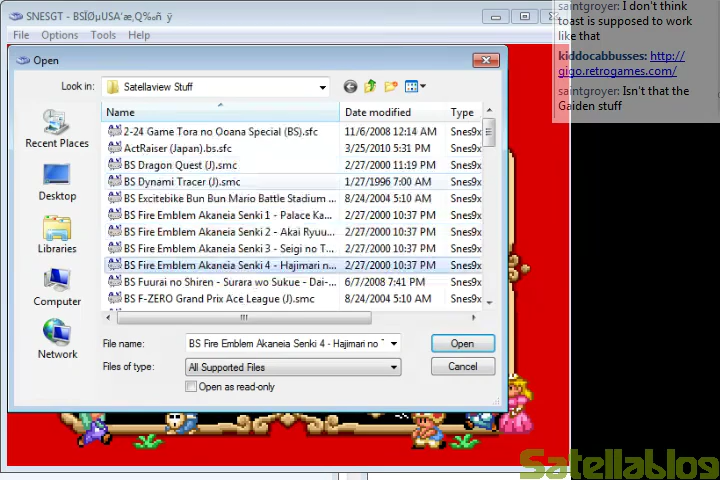 SNESGT - BSÏØµUSA'æ,Q‰ñ ÿ
File Options Tools Help
Open
Look in: Satellaview Stuff
Name Date modified Type
2-24 Game Tora no Ooana Special (BS).sfc 11/6/2008 12:14 AM Snes9x
ActRaiser (Japan).bs.sfc 3/25/2010 5:31 PM Snes9x
BS Dragon Quest (J).smc 2/27/2000 11:19 PM Snes9x
BS Dynami Tracer (J).smc 1/27/1996 7:00 AM Snes9x
BS Excitebike Bun Bun Mario Battle Stadium ... 8/24/2004 5:10 AM Snes9x
BS Fire Emblem Akaneia Senki 1 - Palace Ka... 2/27/2000 10:37 PM Snes9x
BS Fire Emblem Akaneia Senki 2 - Akai Ryuu... 2/27/2000 10:37 PM Snes9x
BS Fire Emblem Akaneia Senki 3 - Seigi no T... 2/27/2000 10:37 PM Snes9x
BS Fire Emblem Akaneia Senki 4 - Hajimari n... 2/27/2000 10:37 PM Snes9x
BS Fuurai no Shiren - Surara wo Sukue - Dai-... 6/7/2008 7:41 PM Snes9x
BS F-ZERO Grand Prix Ace League (J).smc 8/24/2004 5:10 AM Snes9x
Recent Places
Desktop
Libraries
Computer
Network
File name: BS Fire Emblem Akaneia Senki 4 - Hajimari no Open
Files of type: All Supported Files Cancel
Open as read-only
saintgroyer: I don't think
toast is supposed to work
like that
kiddocabbusses: http://
gigo.retrogames.com/
saintgroyer: Isn't that the
Gaiden stuff
Satellablog